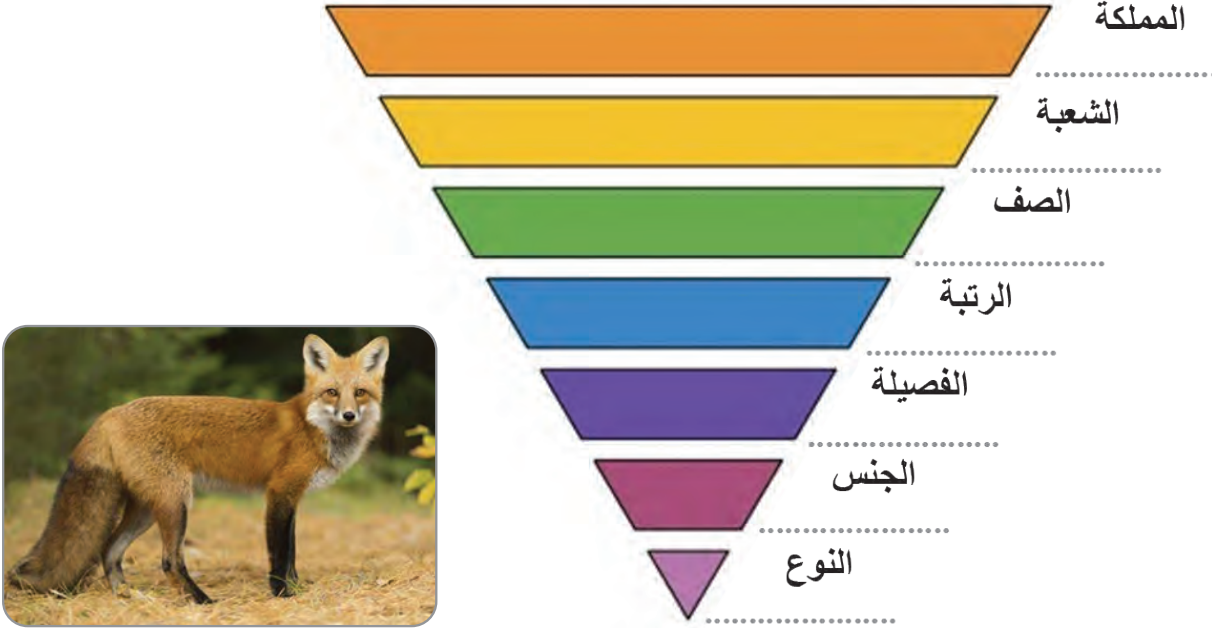 المملكة
الشعبة
الصف
الرتبة
الفصيلة
الجنس
النوع